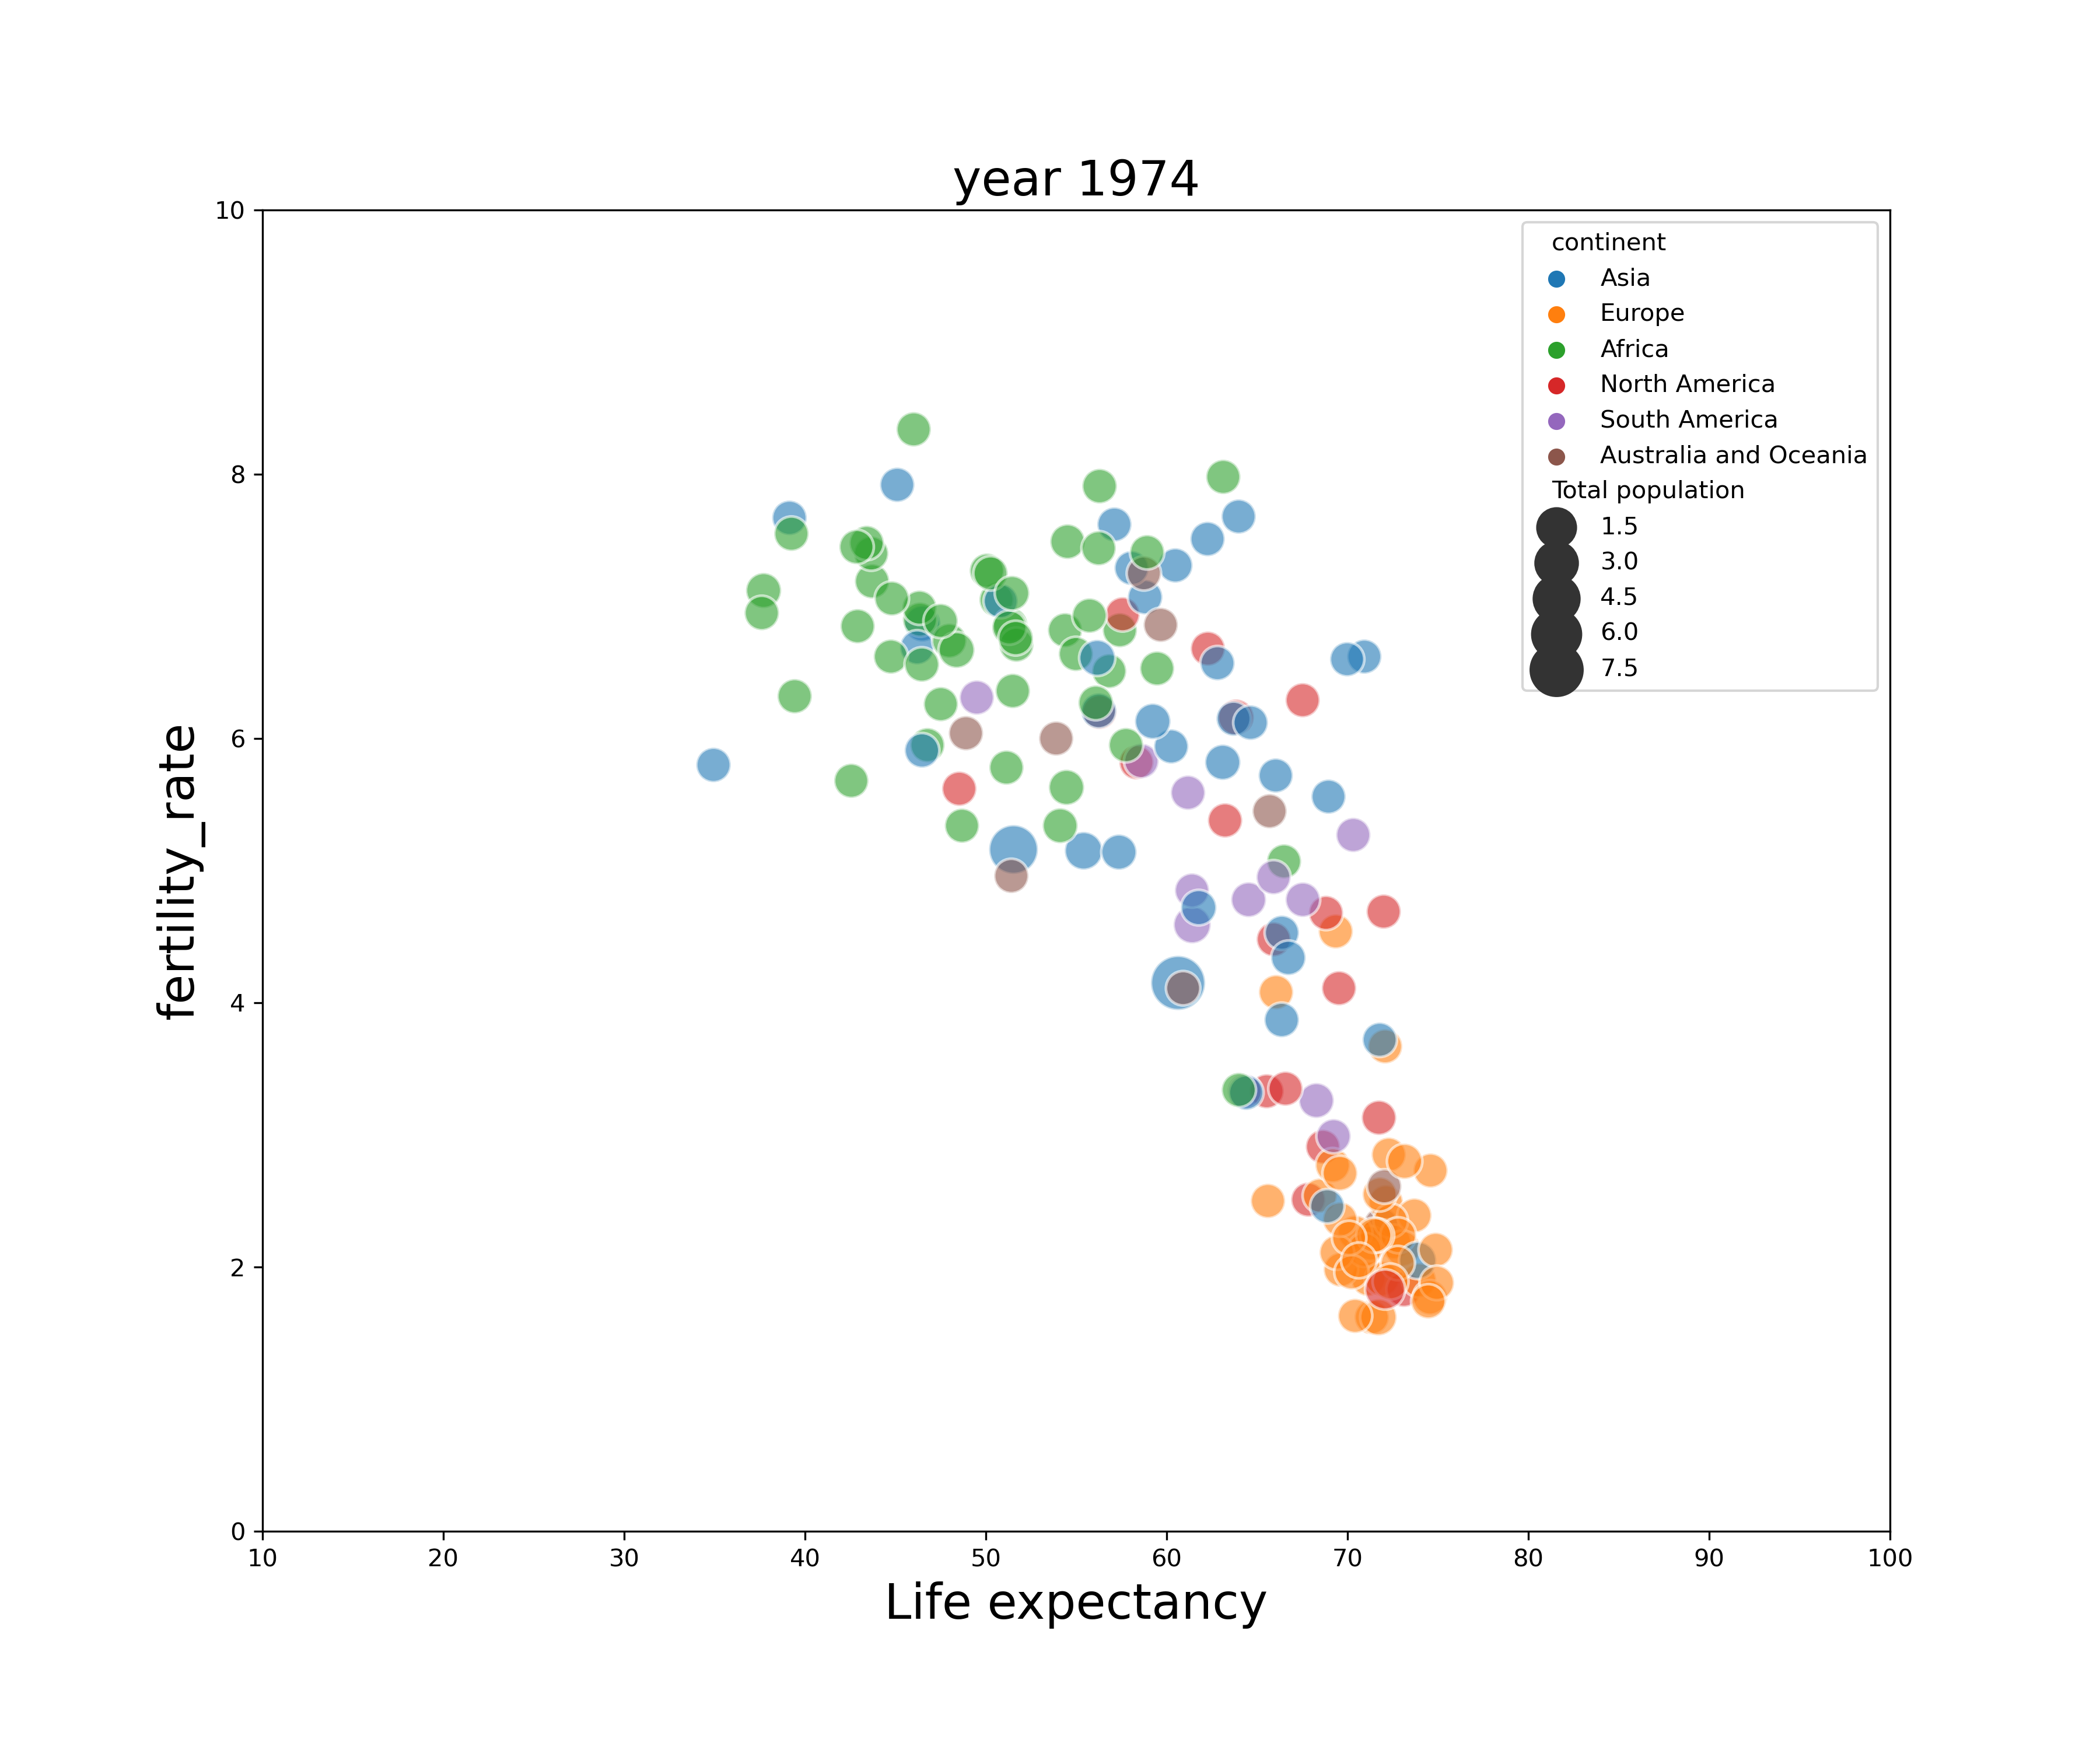 year 1974
10
8
6
4
2
0
fertility_rate
continent
Asia
Europe
Africa
North America
South America
Australia and Oceania
Total population
1.5
3.0
4.5
6.0
7.5
10 20 30 40 50 60 70 80 90 100
Life expectancy